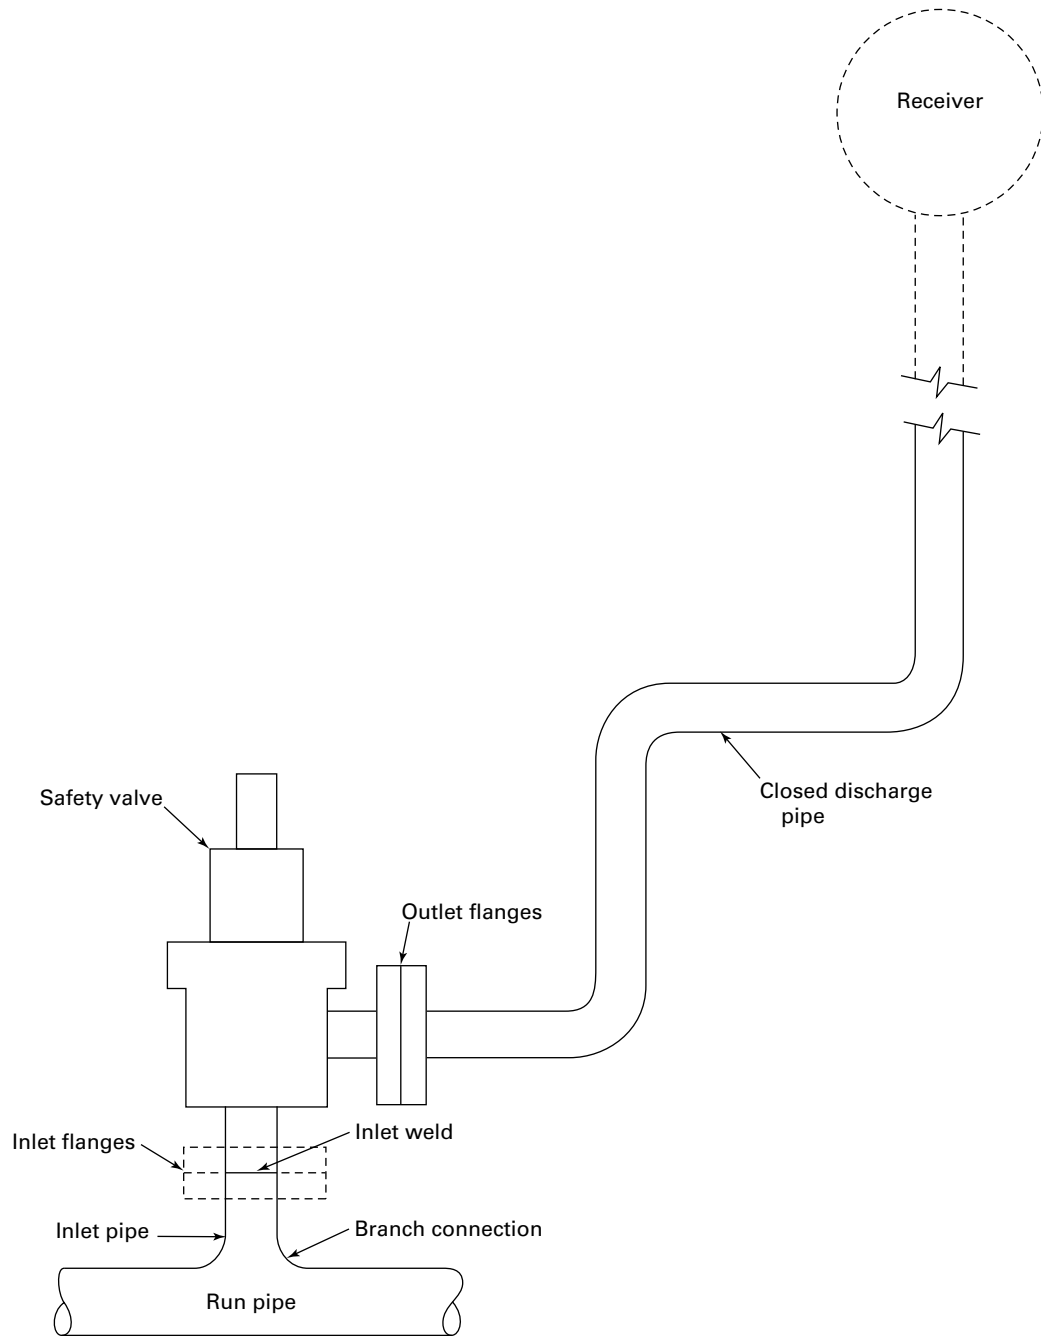 Receiver
Closed discharge
pipe
Safety valve
Outlet flanges
Inlet weld
Inlet flanges
Inlet pipe
Branch connection
Run pipe